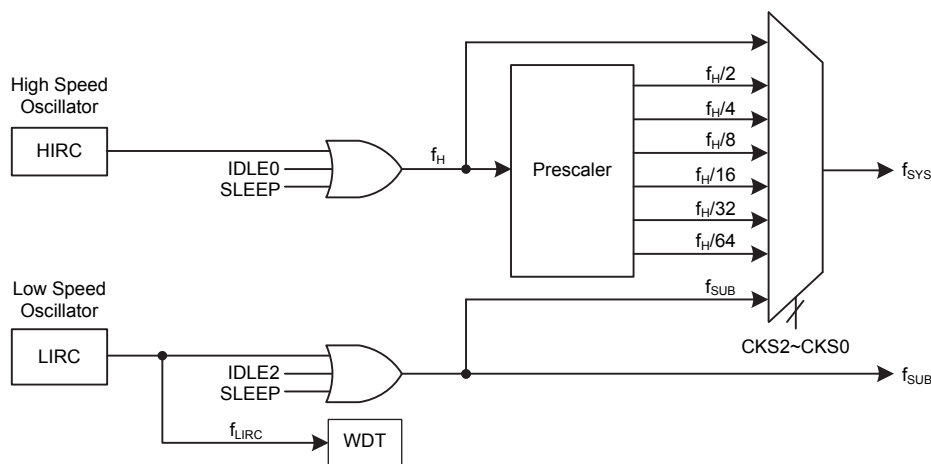 High Speed
Oscillator
HIRC
IDLE0
SLEEP
fH
Prescaler
fH/2
fH/4
fH/8
fH/16
fH/32
fH/64
fSUB
fSYS
CKS2~CKS0
Low Speed
Oscillator
LIRC
IDLE2
SLEEP
fSUB
fLIRC
WDT